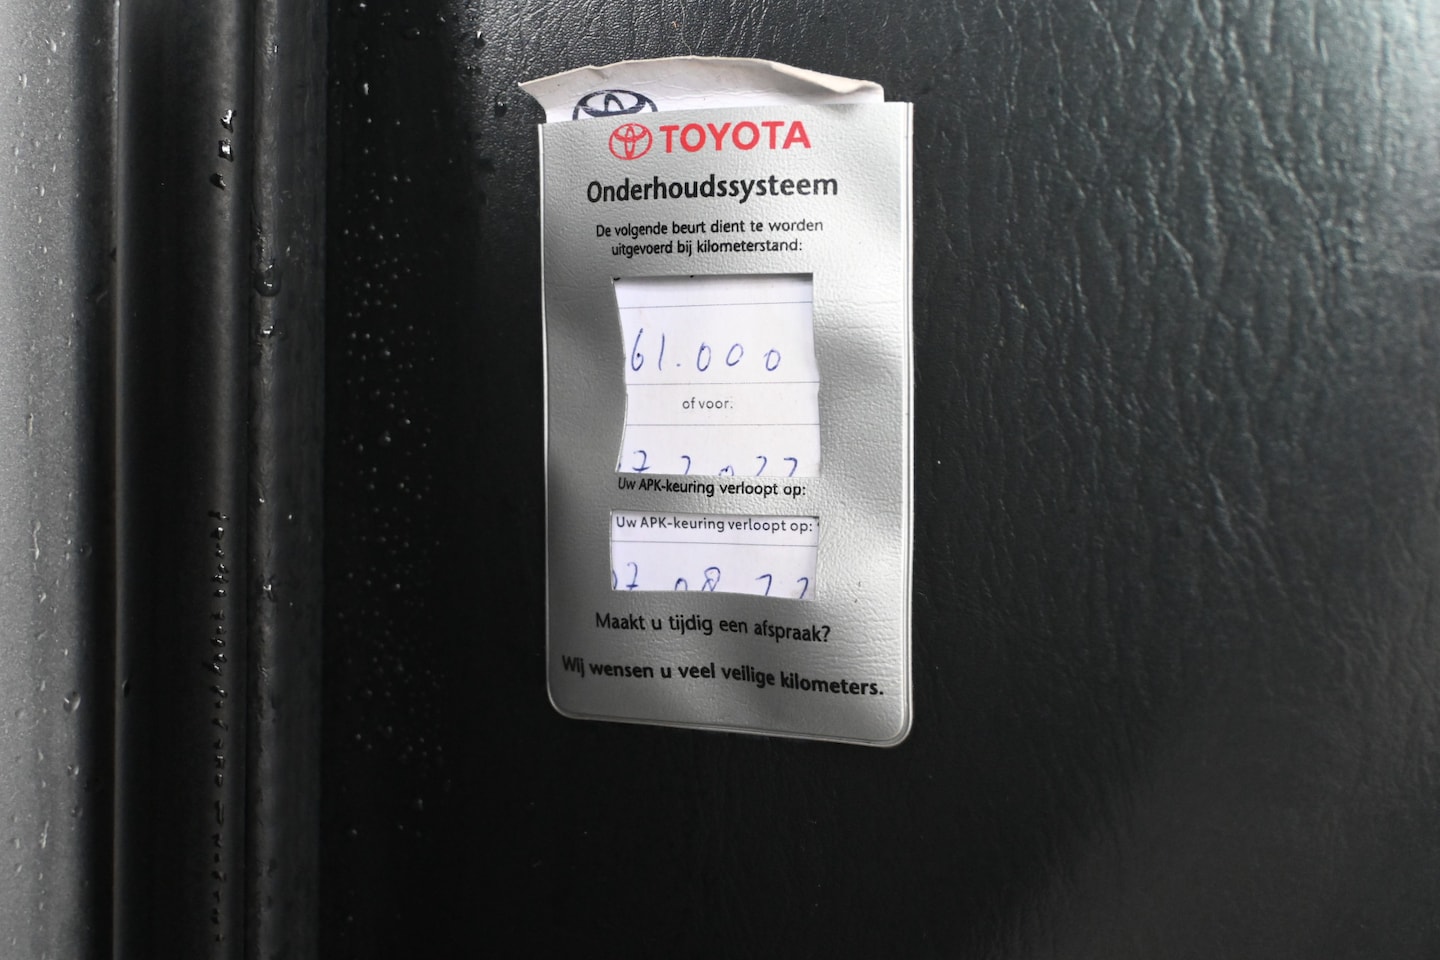 TOYOTA
Onderhoudssysteem
De volgende beurt dient te worden
uitgevoerd bij kilometerstand:
61.000
of voor:
Uw APK-keuring verloopt op:
Uw APK-keuring verloopt op:
Maakt u tijdig een afspraak?
Wij wensen u veel veilige kilometers.